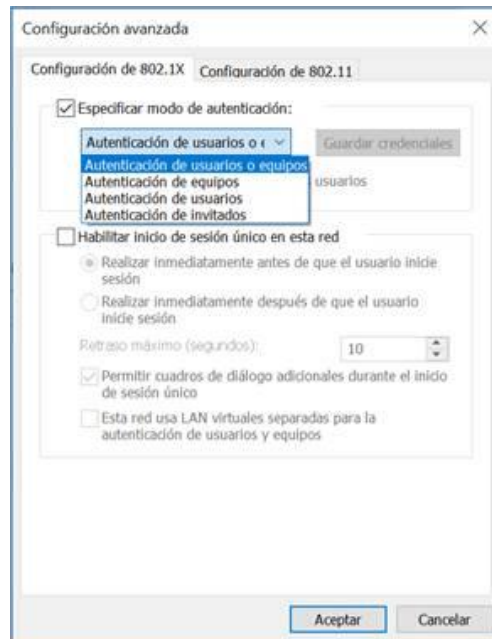 Configuración avanzada
Configuración de 802.1X
Configuración de 802.11
Especificar modo de autenticación:
Autenticación de usuarios o e
Guardar credenciales
Autenticación de usuarios o equipos
Autenticación de equipos
usuarios
Autenticación de usuarios
Autenticación de invitados
Habilitar inicio de sesión único en esta red
Realizar inmediatamente antes de que el usuario inicie
sesión
Realizar inmediatamente después de que el usuario
inicie sesión
Retraso máximo (segundos):
10
Permitir cuadros de diálogo adicionales durante el inicio
de sesión único
Esta red usa LAN virtuales separadas para la
autenticación de usuarios y equipos
Aceptar
Cancelar